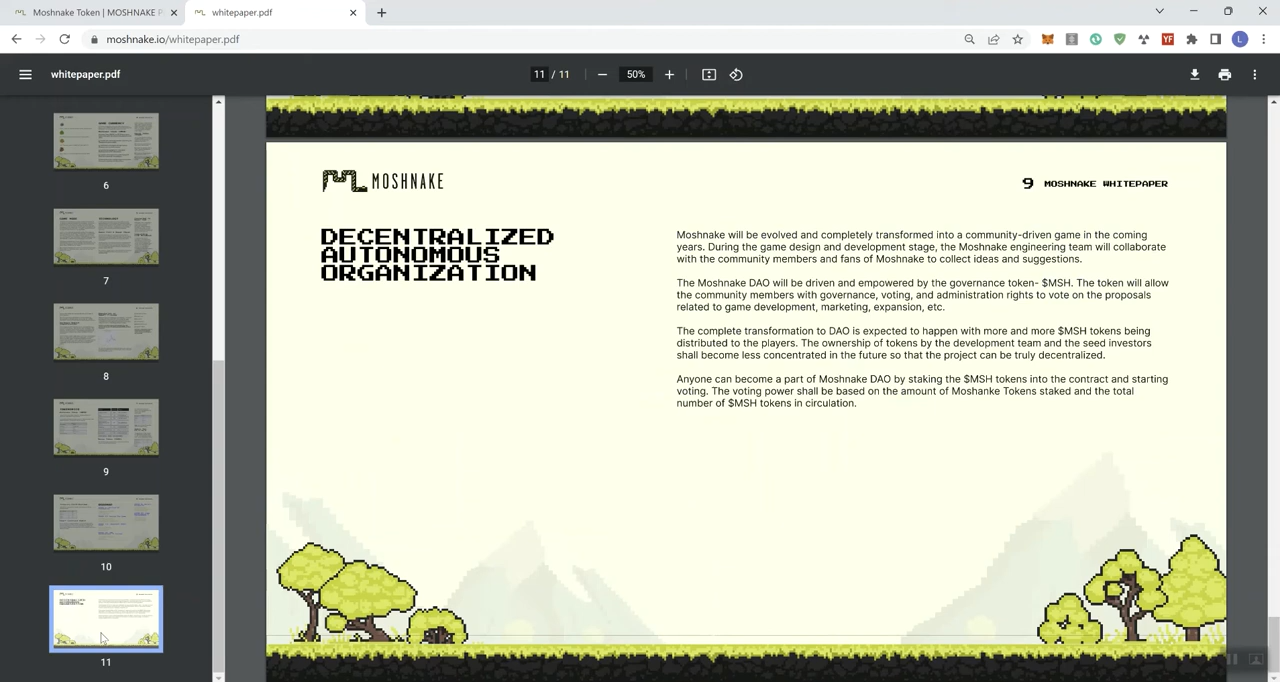 Moshnake Token | MOSHNAKE P
whitepaper.pdf
moshnake.io/whitepaper.pdf
YF
L
whitepaper.pdf
11 / 11
50%
6
7
8
9
10
11
MOSHNAKE
9 MOSHNAKE WHITEPAPER
DECENTRALIZED
AUTONOMOUS
ORGANIZATION
Moshnake will be evolved and completely transformed into a community-driven game in the coming
years. During the game design and development stage, the Moshnake engineering team will collaborate
with the community members and fans of Moshnake to collect ideas and suggestions.
The Moshnake DAO will be driven and empowered by the governance token- $MSH. The token will allow
the community members with governance, voting, and administration rights to vote on the proposals
related to game development, marketing, expansion, etc.
The complete transformation to DAO is expected to happen with more and more $MSH tokens being
distributed to the players. The ownership of tokens by the development team and the seed investors
shall become less concentrated in the future so that the project can be truly decentralized.
Anyone can become a part of Moshnake DAO by staking the $MSH tokens into the contract and starting
voting. The voting power shall be based on the amount of Moshanke Tokens staked and the total
number of $MSH tokens in circulation.